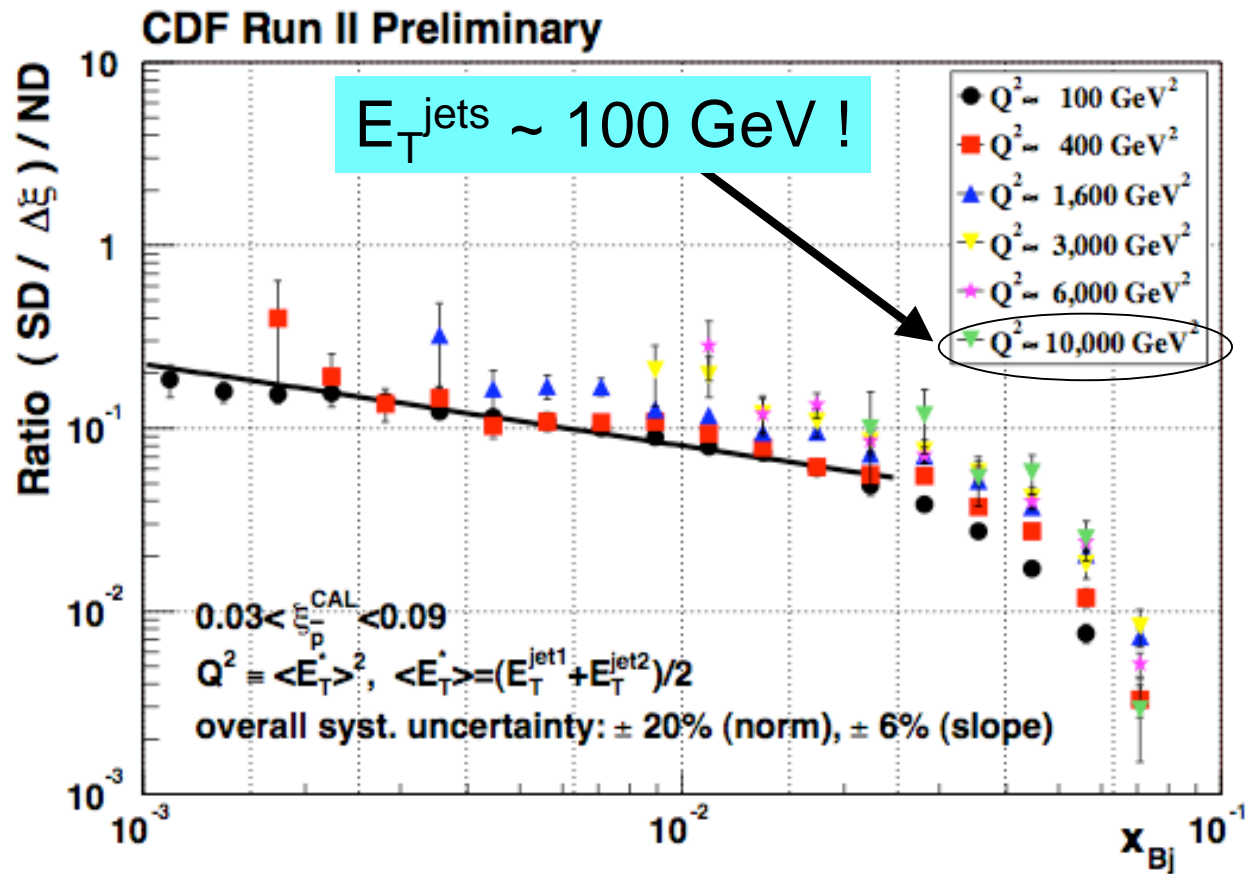 CDF Run II Preliminary
E_T^jets ~ 100 GeV !
Q² ≈ 100 GeV²
Q² ≈ 400 GeV²
Q² ≈ 1,600 GeV²
Q² ≈ 3,000 GeV²
Q² ≈ 6,000 GeV²
Q² ≈ 10,000 GeV²
Ratio ( SD / Δξ ) / ND
10
1
10⁻¹
10⁻²
10⁻³
0.03< ξ_p̄^CAL <0.09
Q² ≡ <E_T^*>², <E_T^*>=(E_T^jet1+E_T^jet2)/2
overall syst. uncertainty: ± 20% (norm), ± 6% (slope)
10⁻³ 10⁻² 10⁻¹
x_Bj